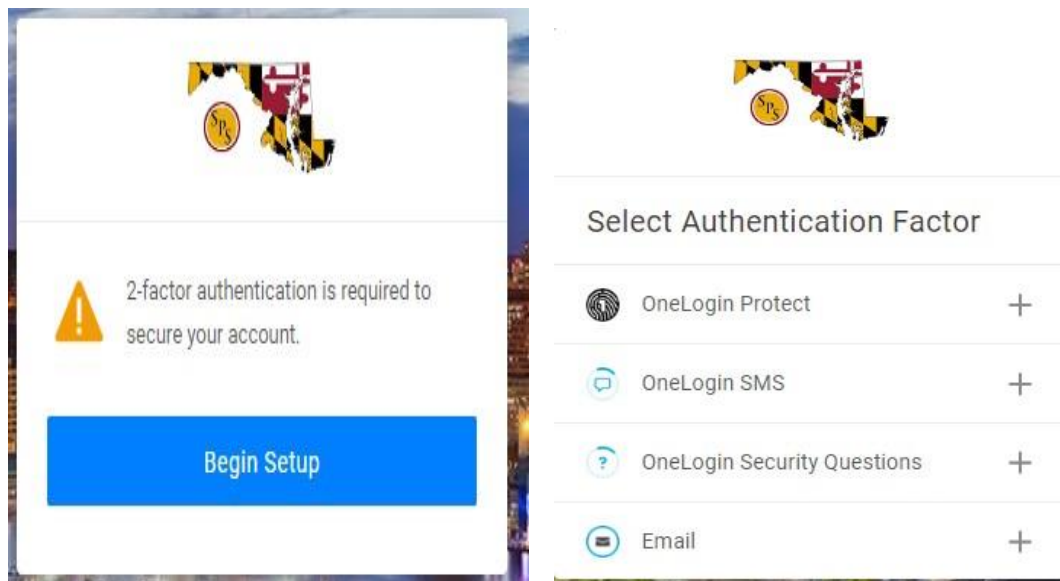 SPS
2-factor authentication is required to
secure your account.
Begin Setup
SPS
Select Authentication Factor
OneLogin Protect
OneLogin SMS
OneLogin Security Questions
Email